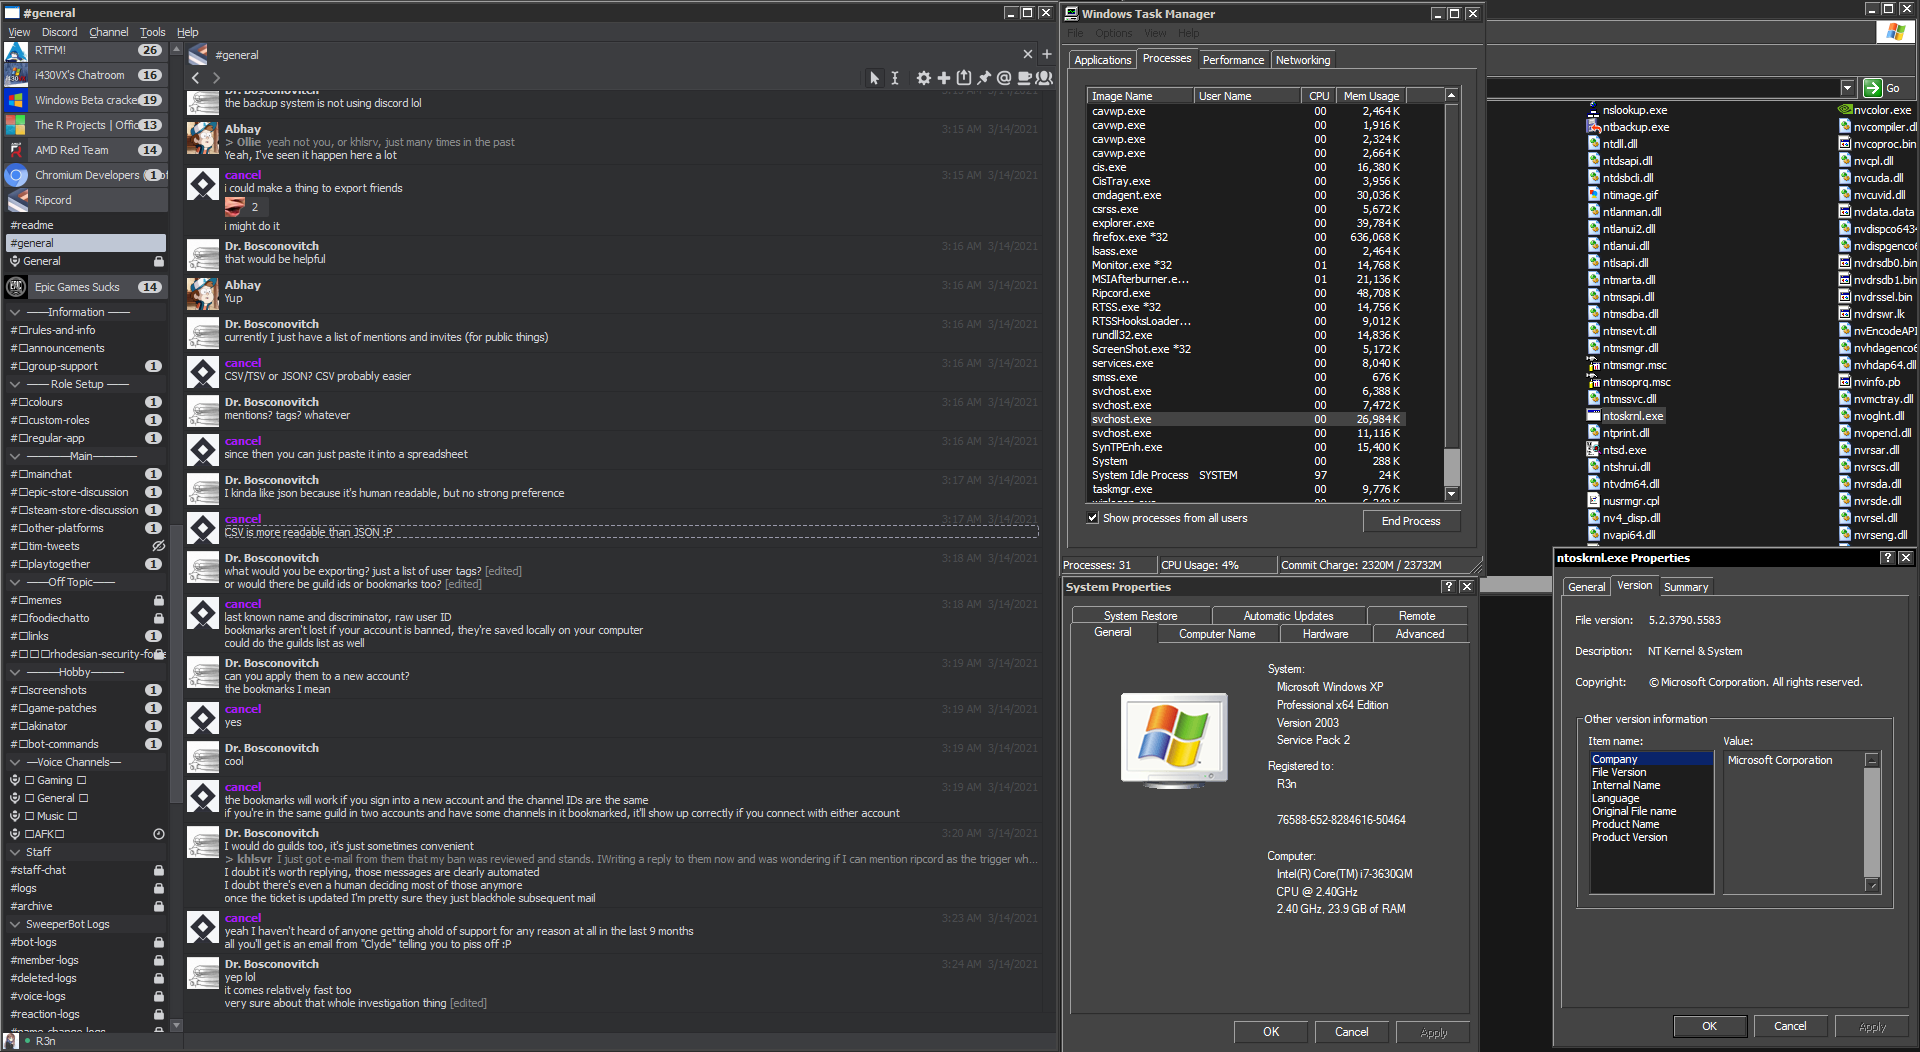 #general
View Discord Channel Tools Help
RTFM! 26
i430VX's Chatroom 16
Windows Beta cracke 19
The R Projects | Offic 13
AMD Red Team 14
Chromium Developers 1
Ripcord
#readme
#general
General
Epic Games Sucks 14
Information
#□rules-and-info
#□announcements
#□group-support 1
Role Setup
#□colours 1
#□custom-roles 1
#□regular-app 1
Main
#□mainchat 1
#□epic-store-discussion 1
#□steam-store-discussion 1
#□other-platforms 1
#□tim-tweets
#□playtogether 1
Off Topic
#□memes
#□foodiechatto
#□links 1
#□□□rhodesian-security-fo
Hobby
#□screenshots 1
#□game-patches 1
#□akinator 1
#□bot-commands 1
Voice Channels
□ Gaming □
□ General □
□ Music □
□AFK□
Staff
#staff-chat
#logs
#archive
SweeperBot Logs
#bot-logs
#member-logs
#deleted-logs
#voice-logs
#reaction-logs
#name-change-logs
R3n
#general
Dr. Bosconovitch 3:15 AM 3/14/2021
the backup system is not using discord lol
Abhay 3:15 AM 3/14/2021
> Ollie yeah not you, or khlsrv, just many times in the past
Yeah, I've seen it happen here a lot
cancel 3:15 AM 3/14/2021
i could make a thing to export friends
2
i might do it
Dr. Bosconovitch 3:16 AM 3/14/2021
that would be helpful
Abhay 3:16 AM 3/14/2021
Yup
Dr. Bosconovitch 3:16 AM 3/14/2021
currently I just have a list of mentions and invites (for public things)
cancel 3:16 AM 3/14/2021
CSV/TSV or JSON? CSV probably easier
Dr. Bosconovitch 3:16 AM 3/14/2021
mentions? tags? whatever
cancel 3:16 AM 3/14/2021
since then you can just paste it into a spreadsheet
Dr. Bosconovitch 3:17 AM 3/14/2021
I kinda like json because it's human readable, but no strong preference
cancel 3:17 AM 3/14/2021
CSV is more readable than JSON :P
Dr. Bosconovitch 3:18 AM 3/14/2021
what would you be exporting? just a list of user tags? [edited]
or would there be guild ids or bookmarks too? [edited]
cancel 3:18 AM 3/14/2021
last known name and discriminator, raw user ID
bookmarks aren't lost if your account is banned, they're saved locally on your computer
could do the guilds list as well
Dr. Bosconovitch 3:19 AM 3/14/2021
can you apply them to a new account?
the bookmarks I mean
cancel 3:19 AM 3/14/2021
yes
Dr. Bosconovitch 3:19 AM 3/14/2021
cool
cancel 3:19 AM 3/14/2021
the bookmarks will work if you sign into a new account and the channel IDs are the same
if you're in the same guild in two accounts and have some channels in it bookmarked, it'll show up correctly if you connect with either account
Dr. Bosconovitch 3:20 AM 3/14/2021
I would do guilds too, it's just sometimes convenient
> khlsvr I just got e-mail from them that my ban was reviewed and stands. IWriting a reply to them now and was wondering if I can mention ripcord as the trigger wh...
I doubt it's worth replying, those messages are clearly automated
I doubt there's even a human deciding most of those anymore
once the ticket is updated I'm pretty sure they just blackhole subsequent mail
cancel 3:23 AM 3/14/2021
yeah I haven't heard of anyone getting ahold of support for any reason at all in the last 9 months
all you'll get is an email from "Clyde" telling you to piss off :P
Dr. Bosconovitch 3:24 AM 3/14/2021
yep lol
it comes relatively fast too
very sure about that whole investigation thing [edited]
Windows Task Manager
File Options View Help
Applications Processes Performance Networking
Image Name User Name CPU Mem Usage
cavwp.exe 00 2,464 K
cavwp.exe 00 1,916 K
cavwp.exe 00 2,324 K
cavwp.exe 00 2,664 K
cis.exe 00 16,380 K
CisTray.exe 00 3,956 K
cmdagent.exe 00 30,036 K
csrss.exe 00 5,672 K
explorer.exe 00 39,784 K
firefox.exe *32 00 636,068 K
lsass.exe 00 2,464 K
Monitor.exe *32 01 14,768 K
MSIAfterburner.e... 01 21,136 K
Ripcord.exe 00 48,708 K
RTSS.exe *32 00 14,756 K
RTSSHooksLoader... 00 9,012 K
rundll32.exe 00 14,836 K
ScreenShot.exe *32 00 5,172 K
services.exe 00 8,040 K
smss.exe 00 676 K
svchost.exe 00 6,388 K
svchost.exe 00 7,472 K
svchost.exe 00 26,984 K
svchost.exe 00 11,116 K
SynTPEnh.exe 00 15,400 K
System 00 288 K
System Idle Process SYSTEM 97 24 K
taskmgr.exe 00 9,776 K
Show processes from all users
End Process
Processes: 31 CPU Usage: 4% Commit Charge: 2320M / 23732M
System Properties
System Restore Automatic Updates Remote
General Computer Name Hardware Advanced
System:
Microsoft Windows XP
Professional x64 Edition
Version 2003
Service Pack 2
Registered to:
R3n
76588-652-8284616-50464
Computer:
Intel(R) Core(TM) i7-3630QM
CPU @ 2.40GHz
2.40 GHz, 23.9 GB of RAM
OK Cancel Apply
Go
nslookup.exe
ntbackup.exe
ntdll.dll
ntdsapi.dll
ntdsbcli.dll
ntimage.gif
ntlanman.dll
ntlanui2.dll
ntlanui.dll
ntlsapi.dll
ntmarta.dll
ntmsapi.dll
ntmsdba.dll
ntmsevt.dll
ntmsmgr.dll
ntmsmgr.msc
ntmsoprq.msc
ntmssvc.dll
ntoskrnl.exe
ntprint.dll
ntsd.exe
ntshrui.dll
ntvdm64.dll
nusrmgr.cpl
nv4_disp.dll
nvapi64.dll
nvcolor.exe
nvcompiler.dl
nvcoproc.bin
nvcpl.dll
nvcuda.dll
nvcuvid.dll
nvdata.data
nvdispco6434
nvdispgenco6
nvdrsdb0.bin
nvdrsdb1.bin
nvdrssel.bin
nvdrswr.lk
nvEncodeAPI
nvhdagenco6
nvhdap64.dll
nvinfo.pb
nvmctray.dll
nvoglnt.dll
nvopencl.dll
nvrsar.dll
nvrscs.dll
nvrsda.dll
nvrsde.dll
nvrsel.dll
nvrseng.dll
ntoskrnl.exe Properties
General Version Summary
File version: 5.2.3790.5583
Description: NT Kernel & System
Copyright: © Microsoft Corporation. All rights reserved.
Other version information
Item name: Value:
Company Microsoft Corporation
File Version
Internal Name
Language
Original File name
Product Name
Product Version
OK Cancel Apply